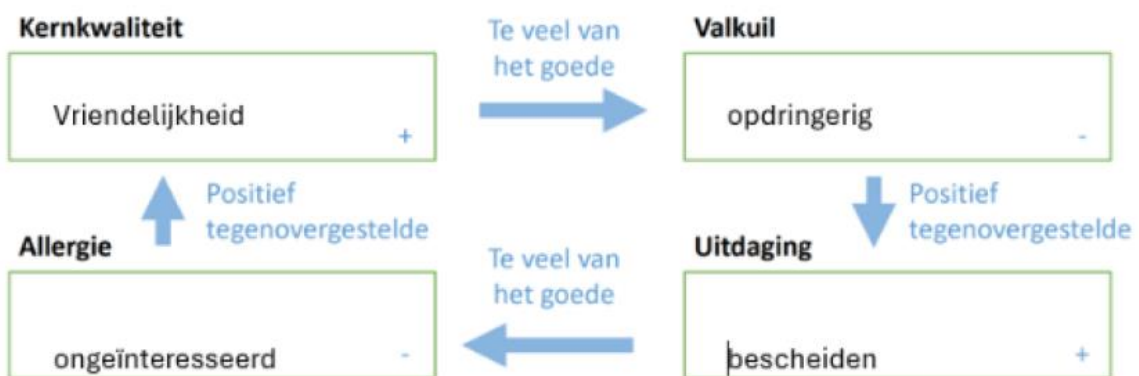 Kernkwaliteit
Te veel van
het goede
Valkuil
Vriendelijkheid
+
opdringerig
-
Positief
tegenovergestelde
Positief
tegenovergestelde
Allergie
Te veel van
het goede
Uitdaging
ongeïnteresseerd
-
bescheiden
+